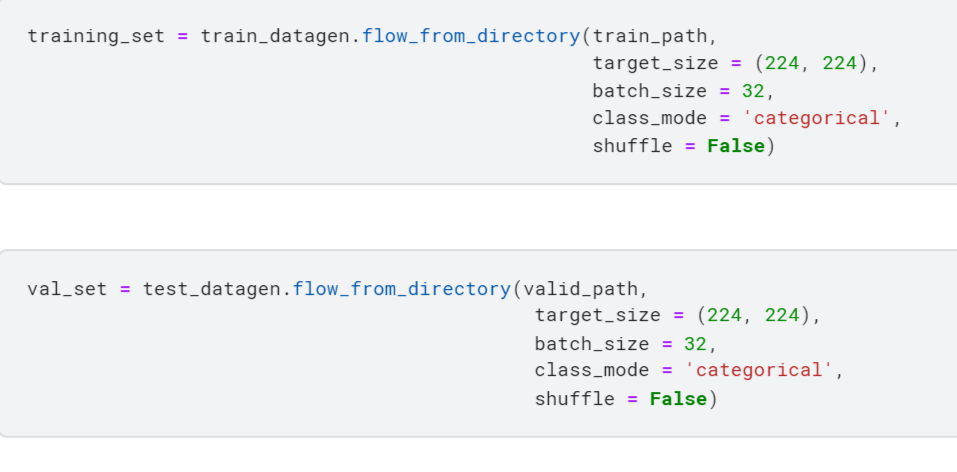 training_set = train_datagen.flow_from_directory(train_path,
target_size = (224, 224),
batch_size = 32,
class_mode = 'categorical',
shuffle = False)
val_set = test_datagen.flow_from_directory(valid_path,
target_size = (224, 224),
batch_size = 32,
class_mode = 'categorical',
shuffle = False)